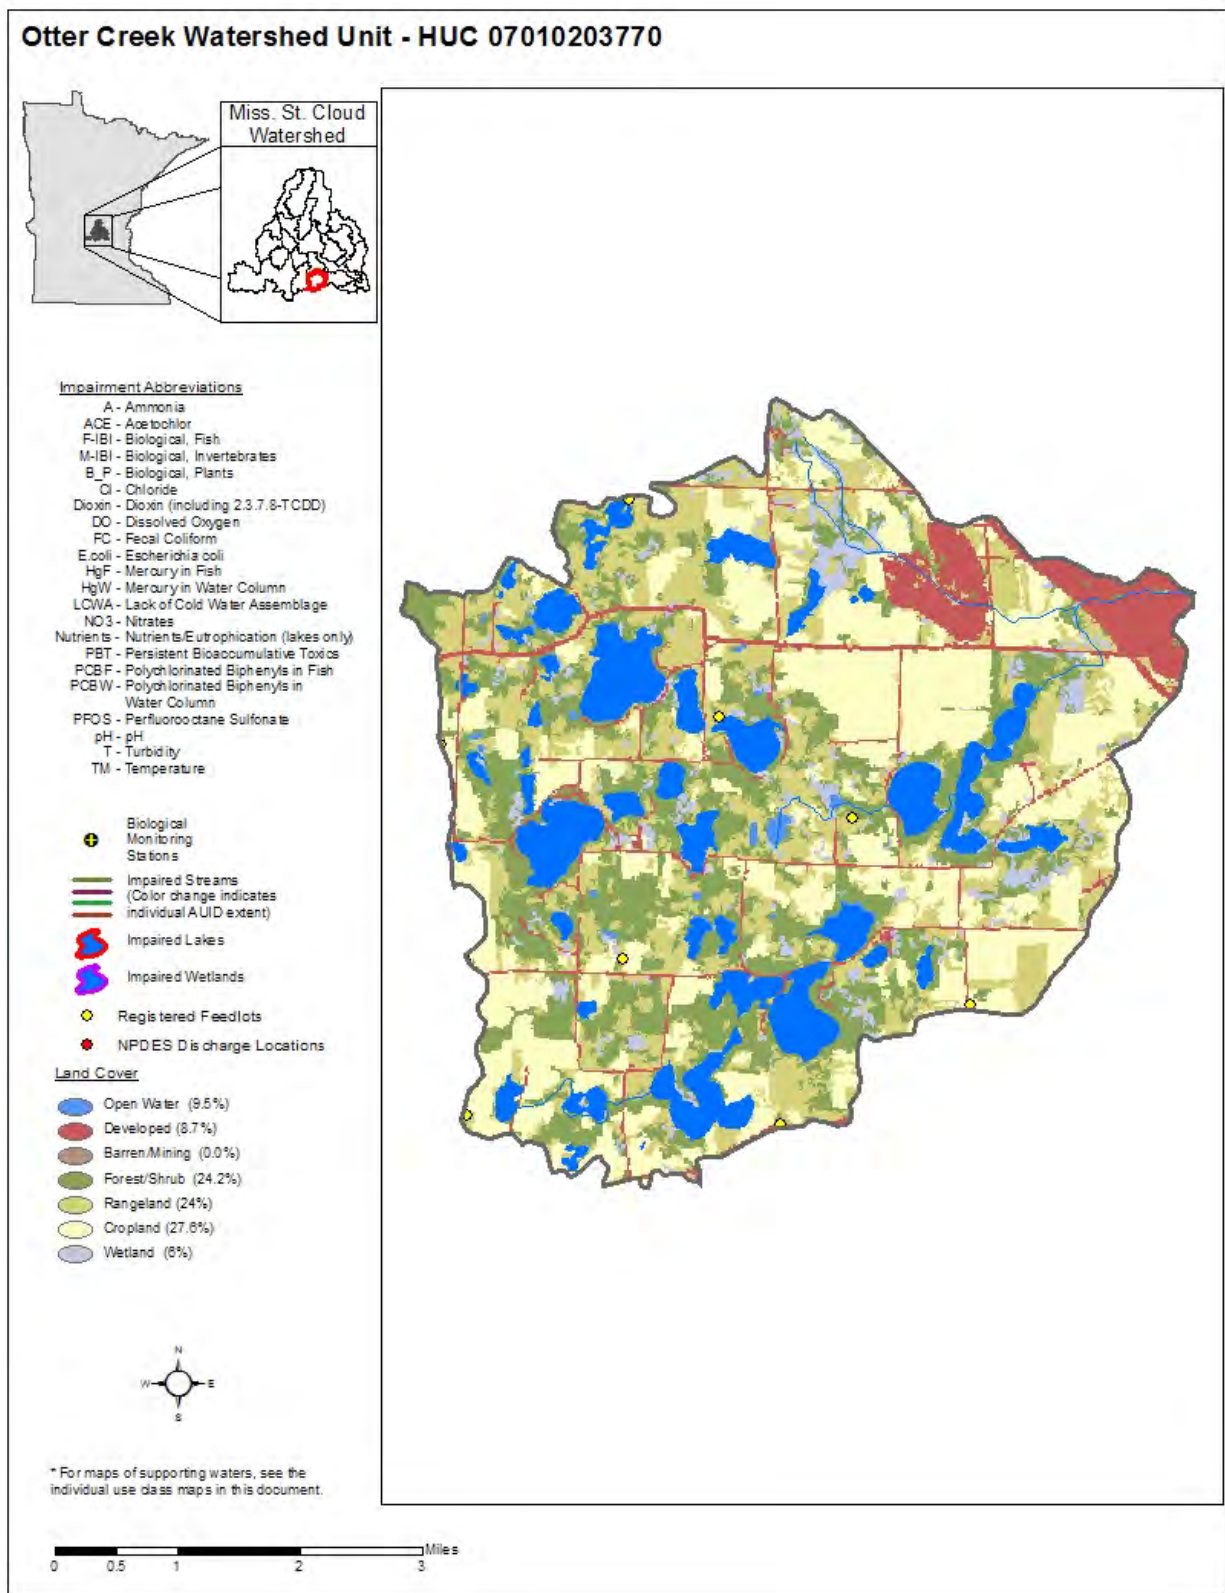 Otter Creek Watershed Unit - HUC 07010203770
Miss. St. Cloud
Watershed
Impairment Abbreviations
A - Ammonia
ACE - Acetochlor
F-IBI - Biological, Fish
M-IBI - Biological, Invertebrates
B_P - Biological, Plants
Cl - Chloride
Dioxin - Dioxin (including 2.3.7.8-TCDD)
DO - Dissolved Oxygen
FC - Fecal Coliform
E.coli - Escherichia coli
HgF - Mercury in Fish
HgW - Mercury in Water Column
LCWA - Lack of Cold Water Assemblage
NO3 - Nitrates
Nutrients - Nutrients/Eutrophication (lakes only)
PBT - Persistent Bioaccumulative Toxics
PCBF - Polychlorinated Biphenyls in Fish
PCBW - Polychlorinated Biphenyls in
Water Column
PFOS - Perfluorooctane Sulfonate
pH - pH
T - Turbidity
TM - Temperature
Biological
Monitoring
Stations
Impaired Streams
(Color change indicates
individual AUID extent)
Impaired Lakes
Impaired Wetlands
Registered Feedlots
NPDES Discharge Locations
Land Cover
Open Water (9.5%)
Developed (8.7%)
Barren/Mining (0.0%)
Forest/Shrub (24.2%)
Rangeland (24%)
Cropland (27.6%)
Wetland (6%)
N
W E
S
* For maps of supporting waters, see the
individual use class maps in this document.
Miles
0 0.5 1 2 3